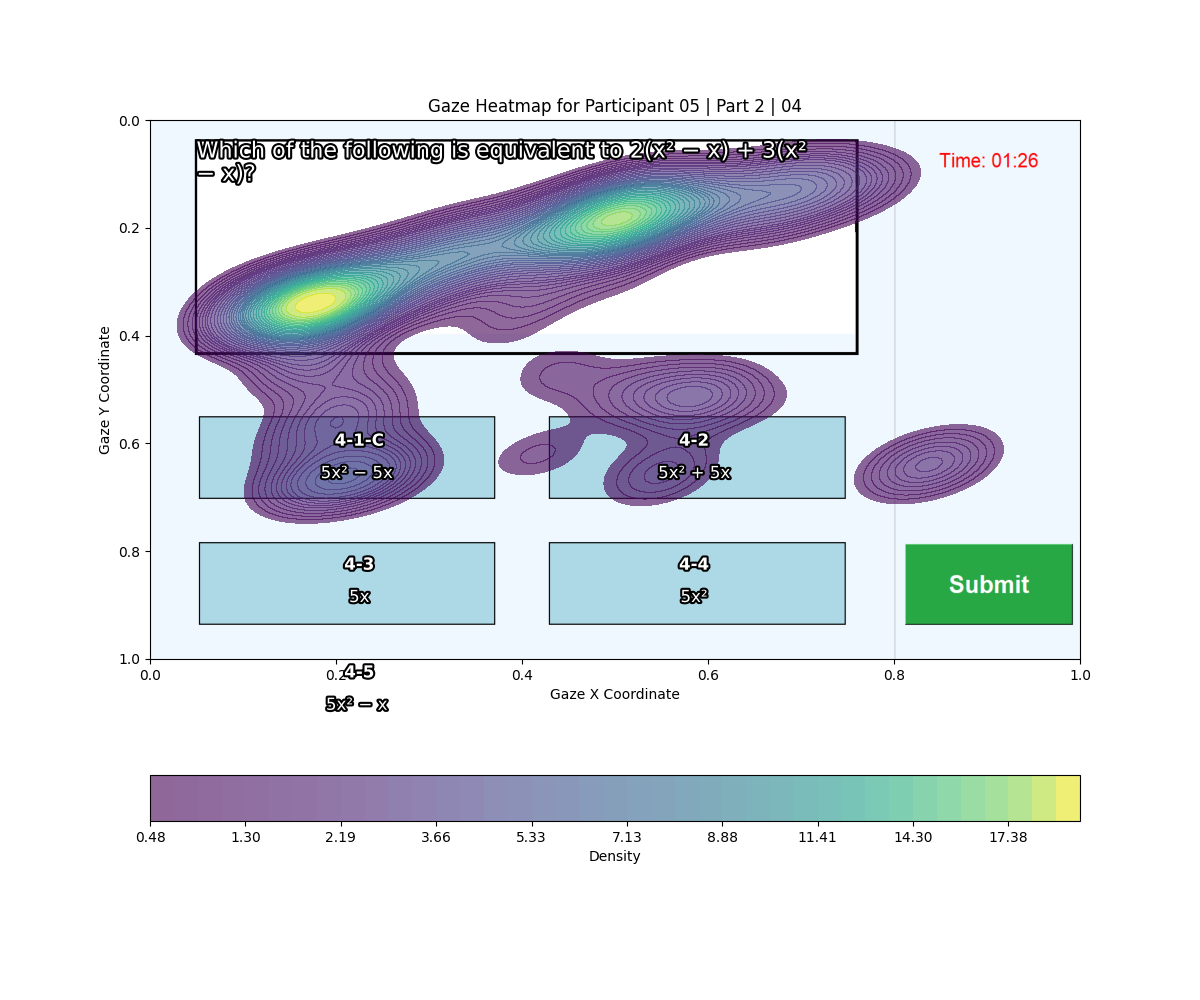 Gaze Heatmap for Participant 05 | Part 2 | 04
0.0
0.2
0.4
0.6
0.8
1.0
Gaze Y Coordinate
Which of the following is equivalent to 2(x² − x) + 3(x²
− x)?
Time: 01:26
4-1-C
5x² − 5x
4-2
5x² + 5x
4-3
5x
4-4
5x²
Submit
0.0 0.2 0.4 0.6 0.8 1.0
4-5
5x² − x
Gaze X Coordinate
0.48 1.30 2.19 3.66 5.33 7.13 8.88 11.41 14.30 17.38
Density